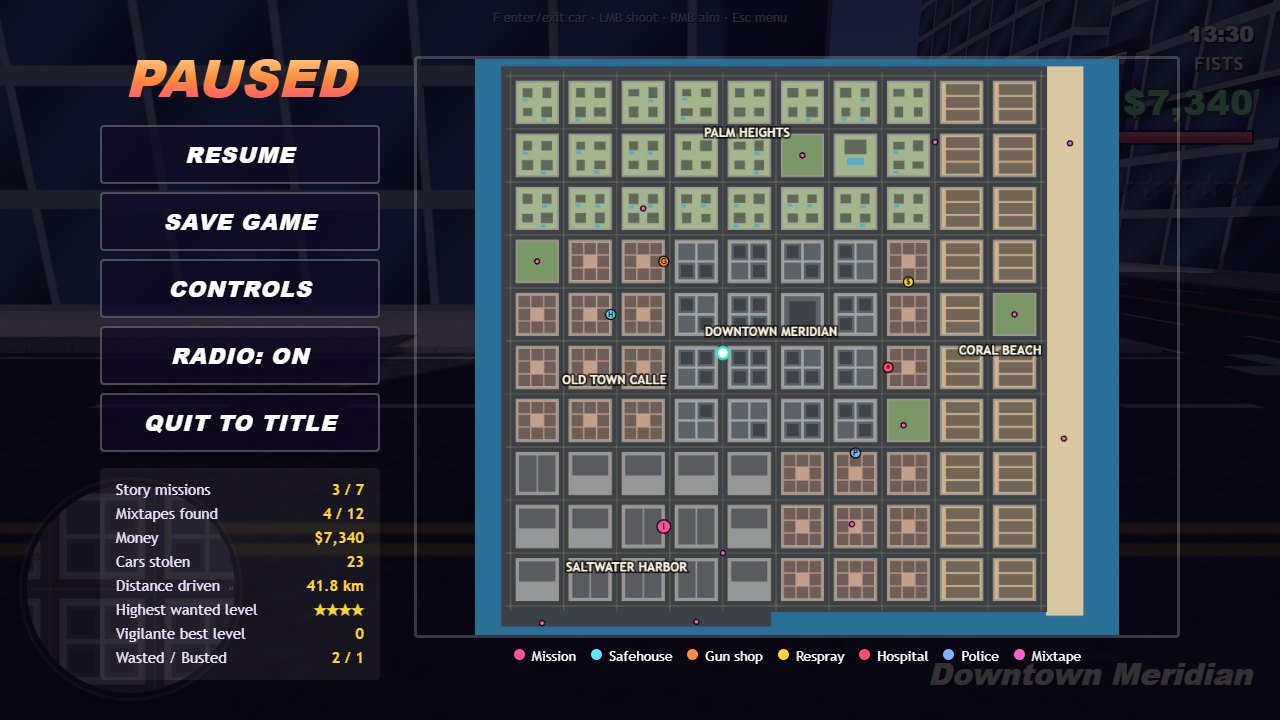 F enter/exit car · LMB shoot · RMB aim · Esc menu
13:30
FISTS
$7,340
PAUSED
RESUME
SAVE GAME
CONTROLS
RADIO: ON
QUIT TO TITLE
Story missions 3 / 7
Mixtapes found 4 / 12
Money $7,340
Cars stolen 23
Distance driven 41.8 km
Highest wanted level ★★★★
Vigilante best level 0
Wasted / Busted 2 / 1
PALM HEIGHTS
G
$
H
DOWNTOWN MERIDIAN
CORAL BEACH
OLD TOWN CALLE
P
I
SALTWATER HARBOR
Mission Safehouse Gun shop Respray Hospital Police Mixtape
Downtown Meridian